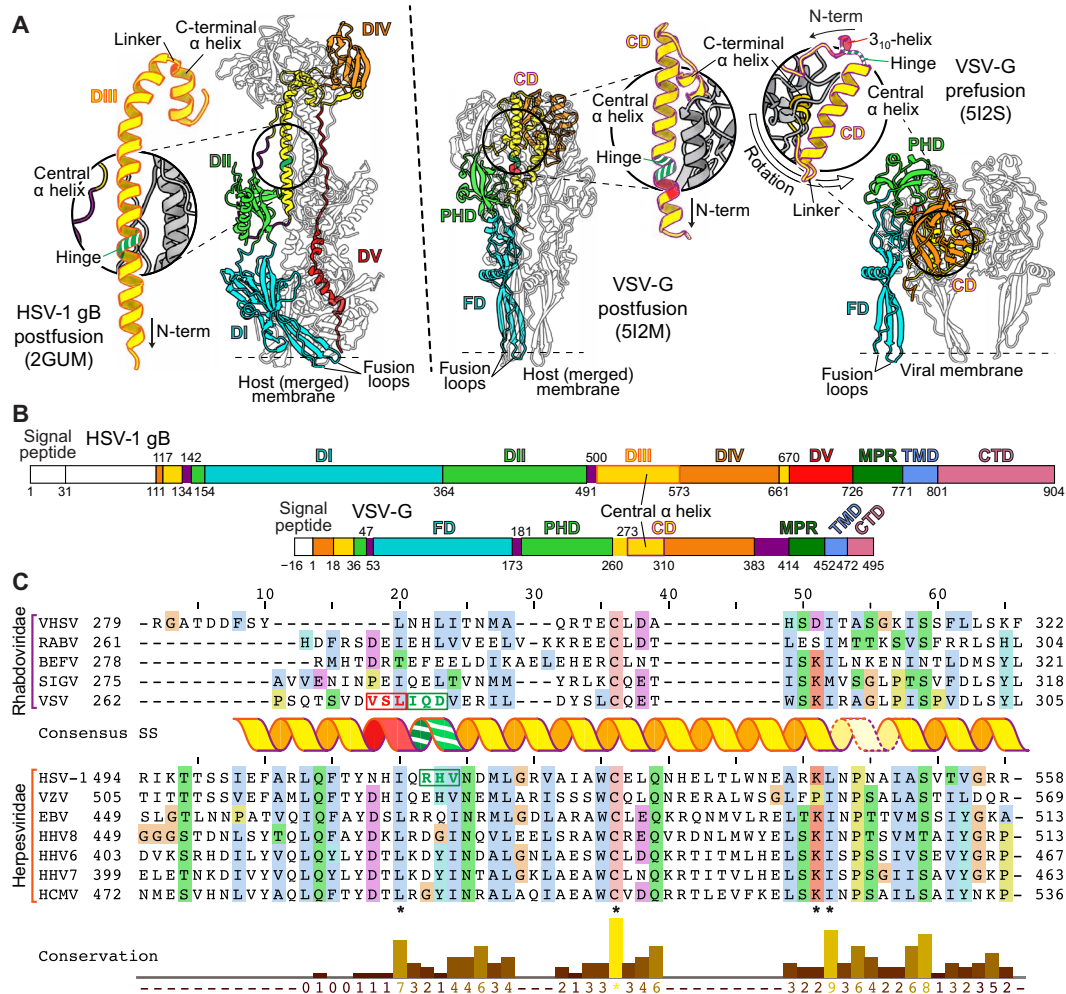 A
C-terminal
α helix
Linker
DIV
DIII
DII
Central
α helix
Hinge
DV
HSV-1 gB
postfusion
(2GUM)
N-term
DI
Fusion
loops
Host (merged)
membrane
CD
CD
C-terminal
α helix
Central
α helix
Hinge
N-term
PHD
FD
VSV-G
postfusion
(5I2M)
Fusion
loops
Host (merged)
membrane
N-term
3₁₀-helix
Hinge
Central
α helix
CD
VSV-G
prefusion
(5I2S)
Rotation
Linker
PHD
FD
CD
Fusion
loops
Viral membrane
B
Signal
peptide
HSV-1 gB
117 142 DI DII 500 DIII DIV 670 DV MPR TMD CTD
1 31 111 134 154 364 491 573 661 726 771 801 904
Signal
peptide
VSV-G
Central α helix
47 FD 181 PHD 273 CD MPR TMD CTD
−16 1 18 36 53 173 260 310 383 414 452 472 495
C
10 20 30 40 50 60
Rhabdoviridae
VHSV 279 -RGATDDFSY---------LNHLITNMA---QRTECLDA---------HSDITASGKISSFLLSKF 322
RABV 261 ------------HDFRSDEIEHLVVEELV-KKREECLDA---------LESIMTTKSVSFRRLSHL 304
BEFV 278 -------------RMHTDRTEFEELDIKAELEHERCLNT---------ISKILNKENINTLDMSYL 321
SIGV 275 ----------AVVENINPEIQELTVNMM---YRLKCSDT---------ISKMVSGLPTSVFDLSYL 318
VSV 262 ----------PSQTSVDVSLIQDVERIL---DYSLCQET---------WSKIRAGLPISPVDLSYL 305
Consensus SS
Herpesviridae
HSV-1 494 RIKTTSSIEFARLQFTYNHIQRHVNDMLGRVAIAWCELQNHELTLWNEARKLNPNAIASVTVGRR- 558
VZV 505 TITTTSSVEFAMLQFTYDHIQEHVNEMLARISSSWCQLQNRERALWSGLFPINPSALASTILDQR- 569
EBV 449 SLGTLNNPATVQIQFAYDSLRRQINRMLGDLARAWCLEQKRQNMVLRELTKINPTTVMSSIYGKA- 513
HHV8 449 GGGSTDNLSYTQLQFAYDKLRDGINQVLEELSRAWCREQVRDNLMWYELSKINPTSVMTAIYGRP- 513
HHV6 403 DVKSRHDILYVQLQYLYDTLKDYINDALGNLAESWCLDQKRTITMLHELSKISPSSIVSEVYGRP- 467
HHV7 399 ELETNKDIVYAQLQYLYDTLKDYINTALGKLAEAWCLNQKRTITVLHELSKISPSGIISAVYGKP- 463
HCMV 472 NMESVHNLVYAQLQFTYDTLRGYINRALAQIAEAWCVDQRRTLEVFKELSKINPSAILSAIYNKP- 536
* * * *
Conservation
------------0100111732144634---2133*346---------32293642268132352-